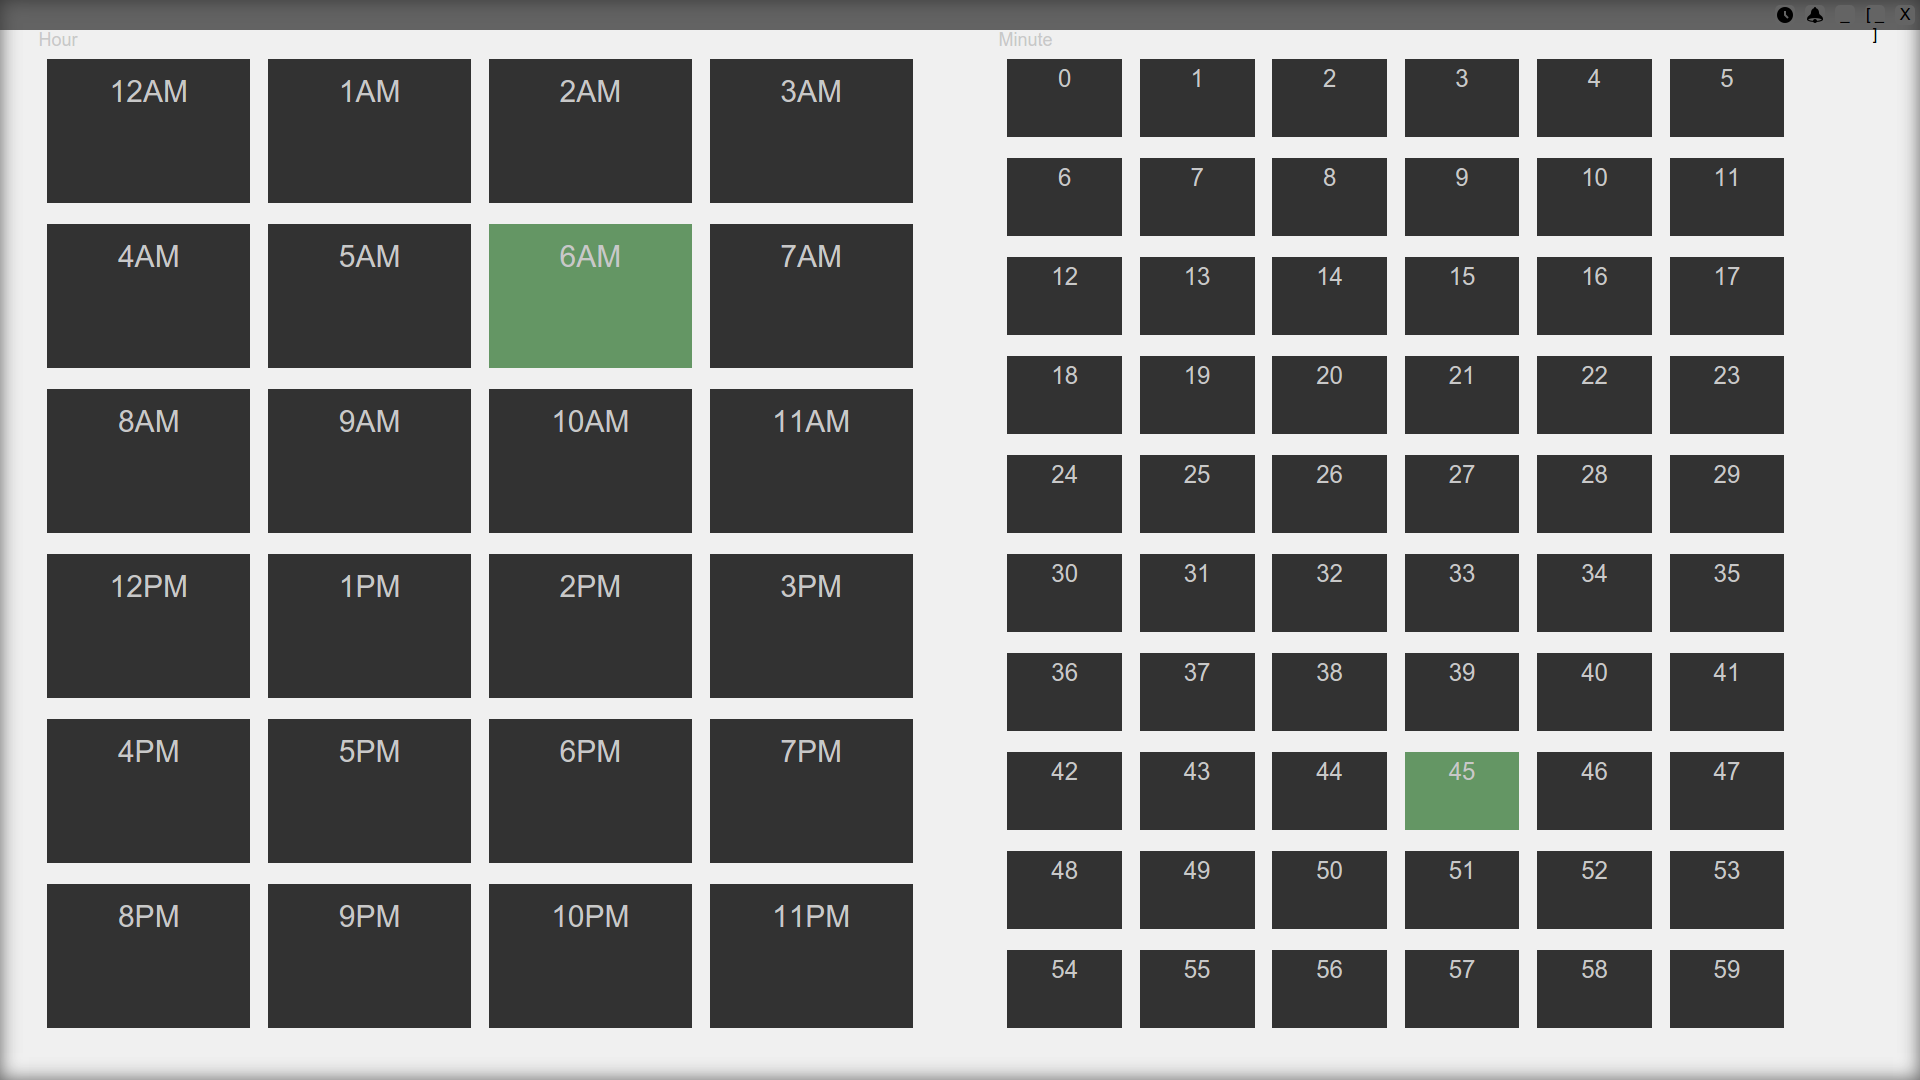 _ [ _ ] X
Hour
12AM 1AM 2AM 3AM
4AM 5AM 6AM 7AM
8AM 9AM 10AM 11AM
12PM 1PM 2PM 3PM
4PM 5PM 6PM 7PM
8PM 9PM 10PM 11PM
Minute
0 1 2 3 4 5
6 7 8 9 10 11
12 13 14 15 16 17
18 19 20 21 22 23
24 25 26 27 28 29
30 31 32 33 34 35
36 37 38 39 40 41
42 43 44 45 46 47
48 49 50 51 52 53
54 55 56 57 58 59